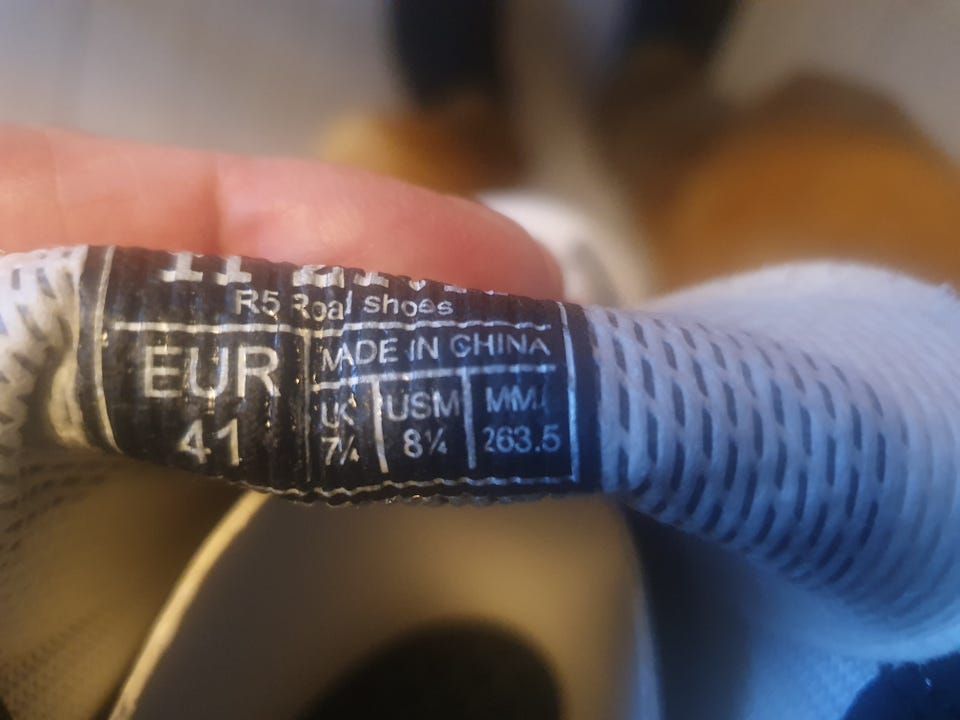 R5 Road shoes
EUR
41
MADE IN CHINA
UK
7¼
USM
8¼
MM
263.5